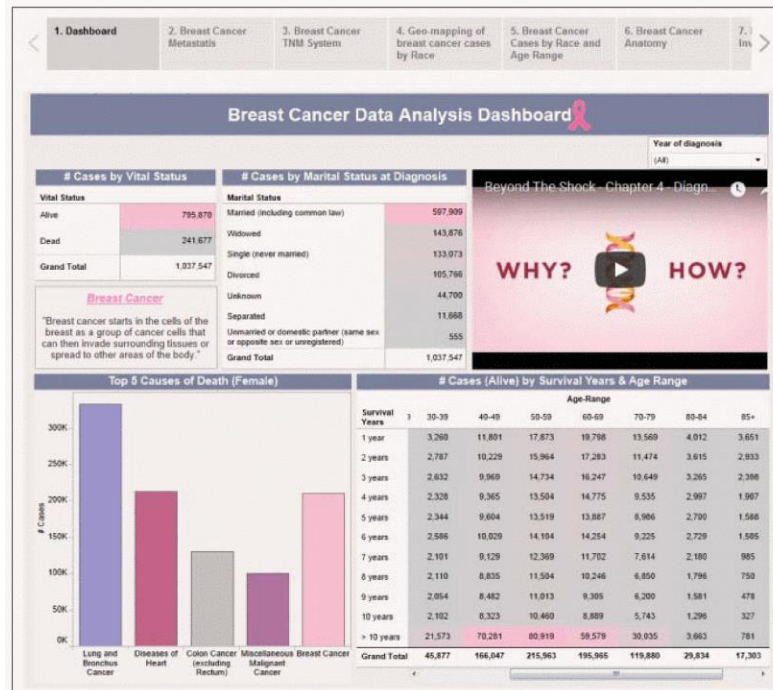 1. Dashboard
2. Breast Cancer
Metastatis
3. Breast Cancer
TNM System
4. Geo-mapping of
breast cancer cases
by Race
5. Breast Cancer
Cases by Race and
Age Range
6. Breast Cancer
Anatomy
7.
Breast Cancer Data Analysis Dashboard
Year of diagnosis
(All)
# Cases by Vital Status
Vital Status
Alive 795,870
Dead 241,677
Grand Total 1,037,547
Breast Cancer
"Breast cancer starts in the cells of the
breast as a group of cancer cells that
can then invade surrounding tissues or
spread to other areas of the body."
# Cases by Marital Status at Diagnosis
Marital Status
Married (including common law) 597,909
Widowed 143,876
Single (never married) 133,073
Divorced 105,766
Unknown 44,700
Separated 11,668
Unmarried or domestic partner (same sex
or opposite sex or unregistered) 555
Grand Total 1,037,547
Beyond The Shock - Chapter 4 - Diagn...
WHY? HOW?
Top 5 Causes of Death (Female)
# Cases
300K
250K
200K
150K
100K
50K
0K
Lung and
Bronchus
Cancer
Diseases of
Heart
Colon Cancer
(excluding
Rectum)
Miscellaneous
Malignant
Cancer
Breast Cancer
# Cases (Alive) by Survival Years & Age Range
Age-Range
Survival
Years 30-39 40-49 50-59 60-69 70-79 80-84 85+
1 year 3,260 11,801 17,873 19,798 13,569 4,012 3,651
2 years 2,787 10,229 15,964 17,283 11,474 3,615 2,933
3 years 2,632 9,969 14,734 16,247 10,649 3,265 2,398
4 years 2,328 9,365 13,504 14,775 9,535 2,997 1,967
5 years 2,344 9,604 13,519 13,887 8,986 2,700 1,588
6 years 2,586 10,029 14,104 14,254 9,225 2,729 1,505
7 years 2,101 9,129 12,369 11,702 7,614 2,180 985
8 years 2,110 8,835 11,504 10,246 6,850 1,796 750
9 years 2,054 8,482 11,013 9,305 6,200 1,581 478
10 years 2,102 8,323 10,460 8,889 5,743 1,296 327
> 10 years 21,573 70,281 80,919 59,579 30,035 3,663 781
Grand Total 45,877 166,047 215,963 195,965 119,880 29,834 17,303